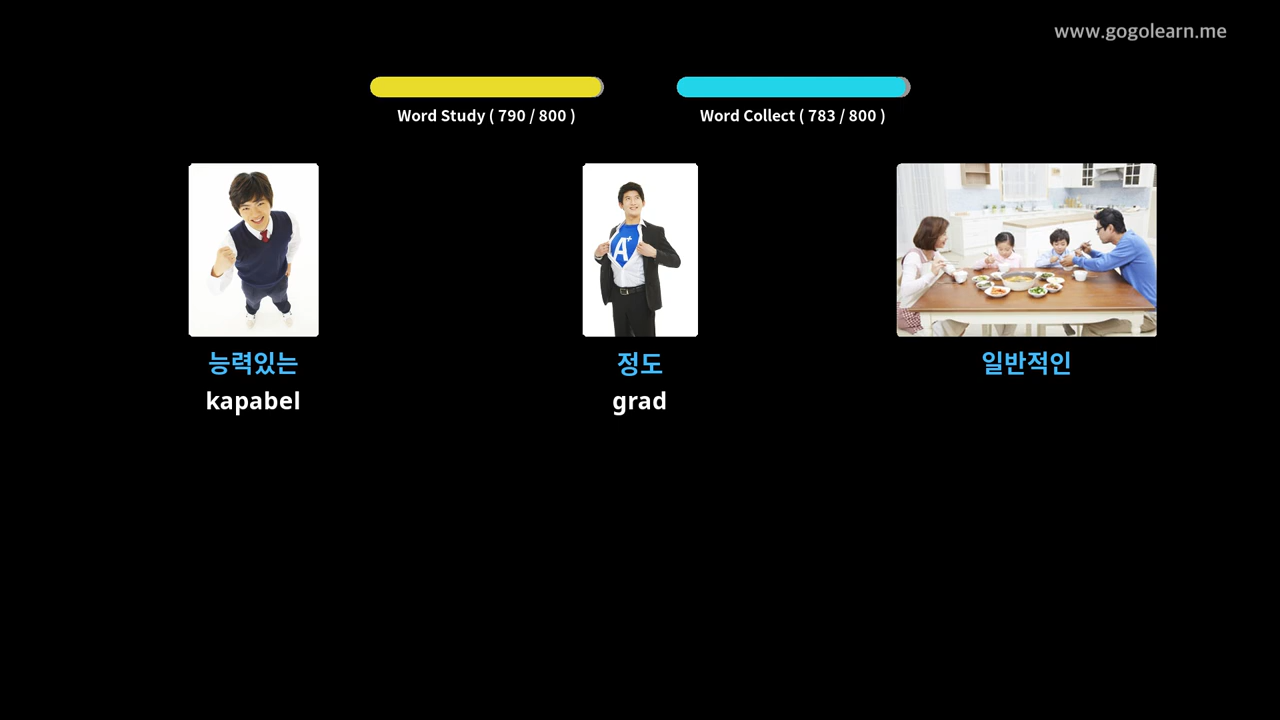 www.gogolearn.me
Word Study ( 790 / 800 )
Word Collect ( 783 / 800 )
A+
능력있는
정도
일반적인
kapabel
grad